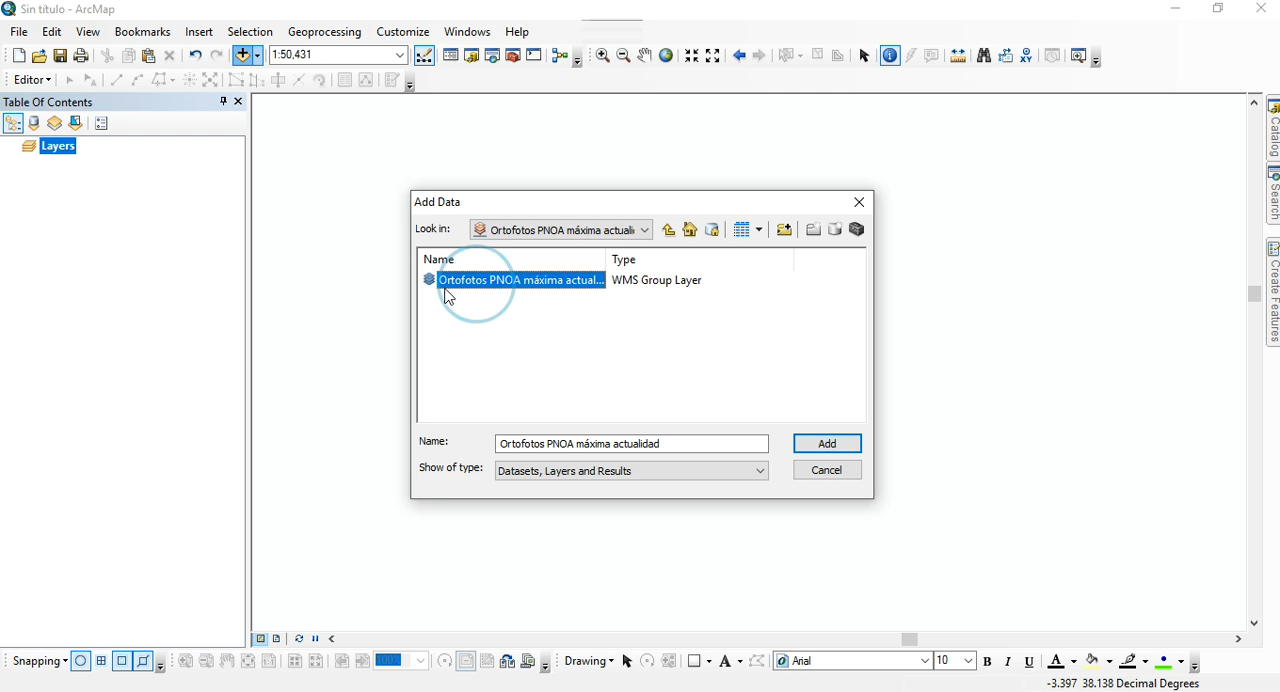 Sin título - ArcMap
File Edit View Bookmarks Insert Selection Geoprocessing Customize Windows Help
1:50,431
Editor
Table Of Contents
Layers
Catalog
Search
Create Features
Add Data
Look in: Ortofotos PNOA máxima actuali
Name Type
Ortofotos PNOA máxima actual... WMS Group Layer
Name: Ortofotos PNOA máxima actualidad Add
Show of type: Datasets, Layers and Results Cancel
Snapping 100% Drawing A Arial 10 B I U A
-3.397 38.138 Decimal Degrees